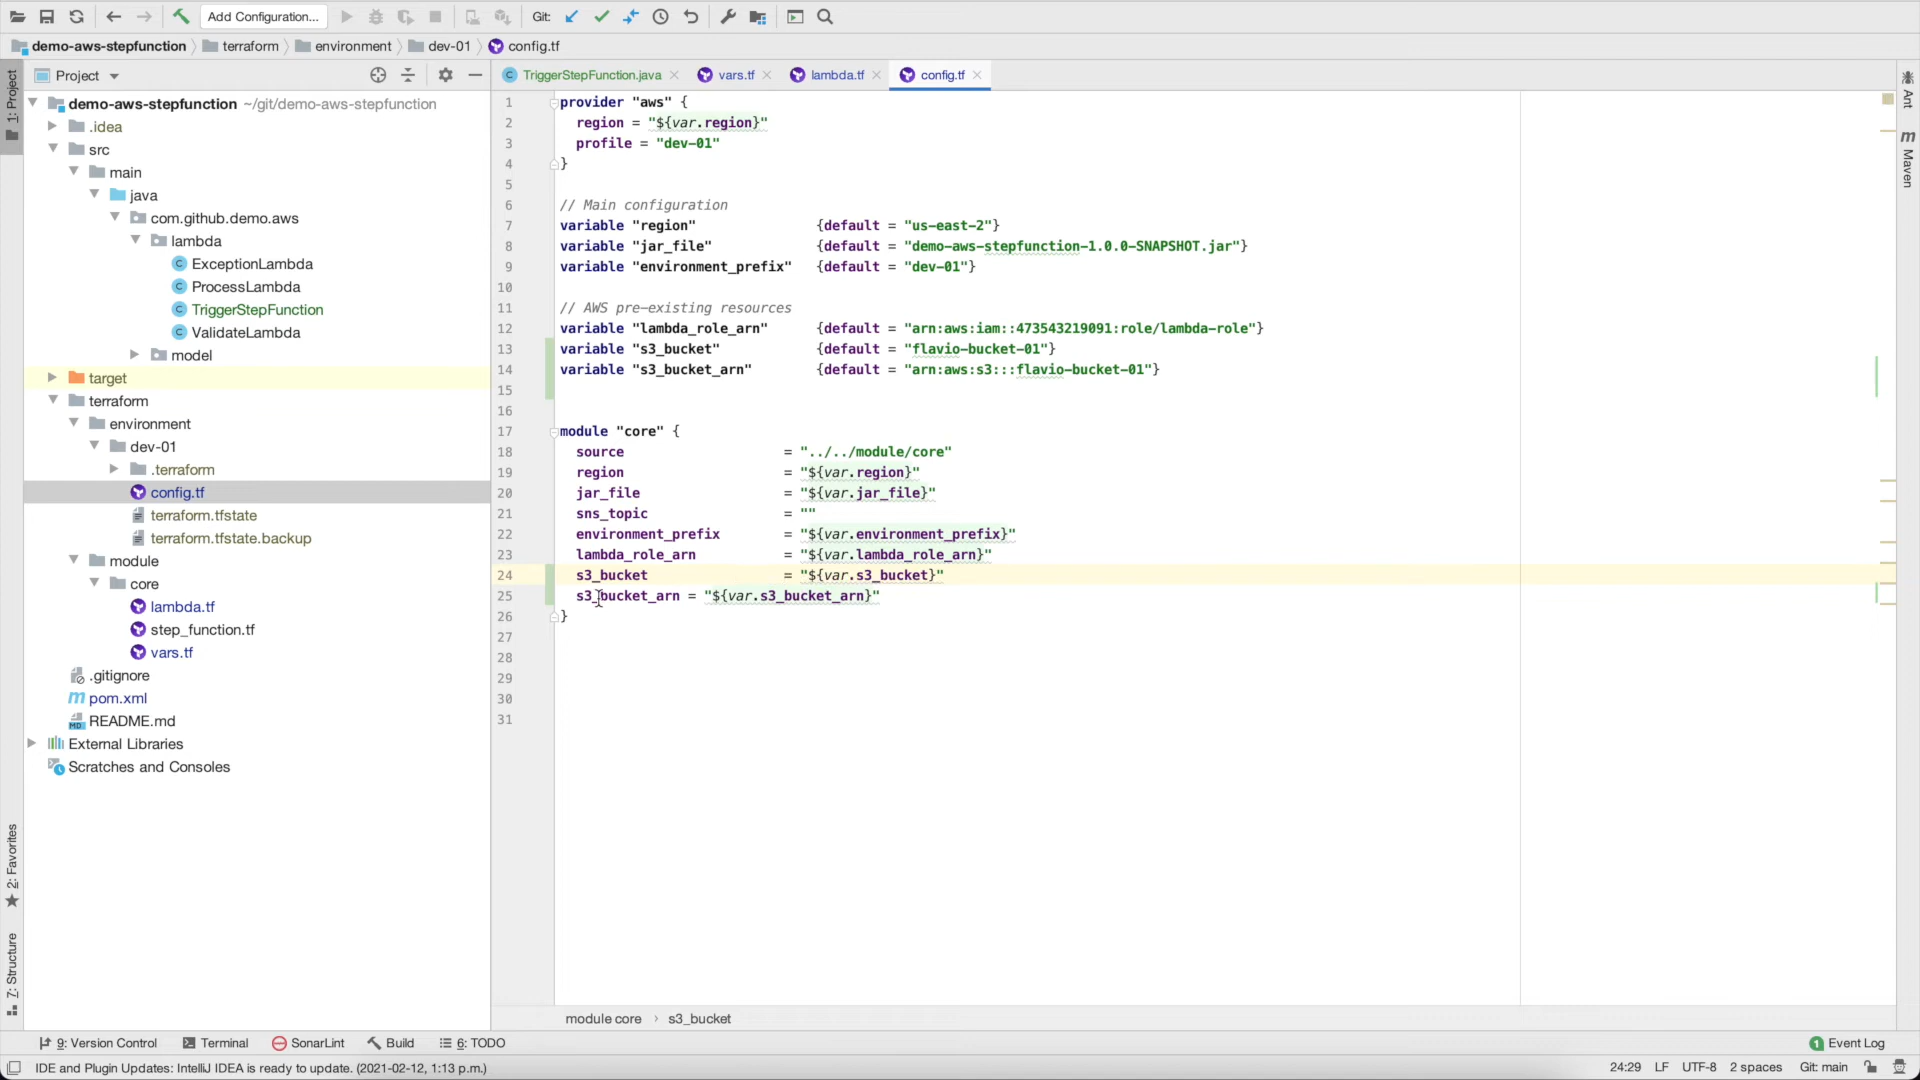 Add Configuration...
Git:
demo-aws-stepfunction
terraform
environment
dev-01
config.tf
1: Project
Project
TriggerStepFunction.java
vars.tf
lambda.tf
config.tf
demo-aws-stepfunction ~/git/demo-aws-stepfunction
.idea
src
main
java
com.github.demo.aws
lambda
ExceptionLambda
ProcessLambda
TriggerStepFunction
ValidateLambda
model
target
terraform
environment
dev-01
.terraform
config.tf
terraform.tfstate
terraform.tfstate.backup
module
core
lambda.tf
step_function.tf
vars.tf
.gitignore
pom.xml
README.md
External Libraries
Scratches and Consoles
1 provider "aws" {
2 region = "${var.region}"
3 profile = "dev-01"
4 }
5
6 // Main configuration
7 variable "region" {default = "us-east-2"}
8 variable "jar_file" {default = "demo-aws-stepfunction-1.0.0-SNAPSHOT.jar"}
9 variable "environment_prefix" {default = "dev-01"}
10
11 // AWS pre-existing resources
12 variable "lambda_role_arn" {default = "arn:aws:iam::473543219091:role/lambda-role"}
13 variable "s3_bucket" {default = "flavio-bucket-01"}
14 variable "s3_bucket_arn" {default = "arn:aws:s3:::flavio-bucket-01"}
15
16
17 module "core" {
18 source = "../../module/core"
19 region = "${var.region}"
20 jar_file = "${var.jar_file}"
21 sns_topic = ""
22 environment_prefix = "${var.environment_prefix}"
23 lambda_role_arn = "${var.lambda_role_arn}"
24 s3_bucket = "${var.s3_bucket}"
25 s3_bucket_arn = "${var.s3_bucket_arn}"
26 }
27
28
29
30
31
Ant
Maven
2: Favorites
7: Structure
module core › s3_bucket
9: Version Control
Terminal
SonarLint
Build
6: TODO
1 Event Log
IDE and Plugin Updates: IntelliJ IDEA is ready to update. (2021-02-12, 1:13 p.m.)
24:29 LF UTF-8 2 spaces Git: main